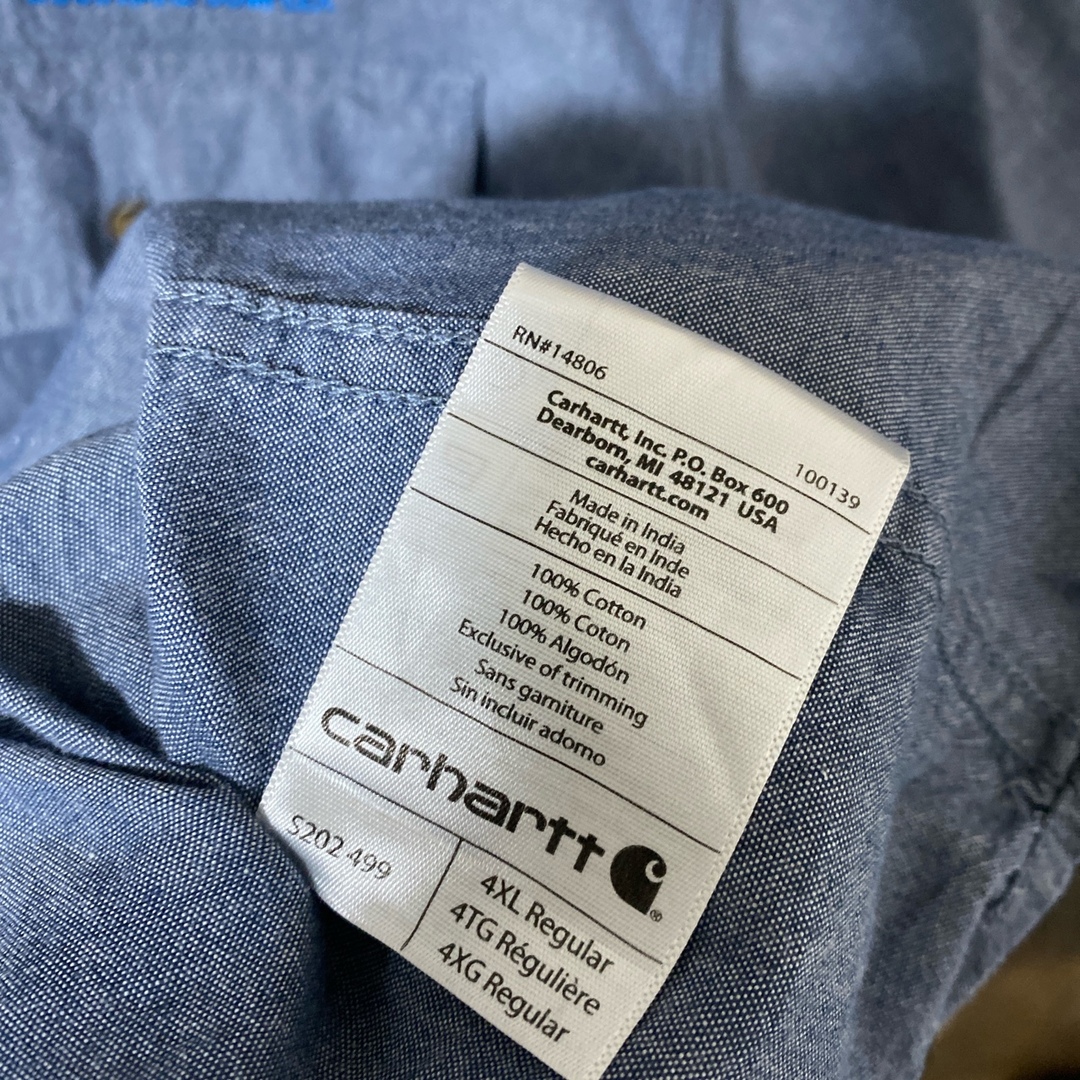 RN#14806
100139
Carhartt, Inc. P.O. Box 600
Dearborn, MI 48121 USA
carhartt.com
Made in India
Fabriqué en Inde
Hecho en la India
100% Cotton
100% Coton
100% Algodón
Exclusive of trimming
Sans garniture
Sin incluir adorno
carhartt
S202 499
4XL Regular
4TG Régulière
4XG Regular